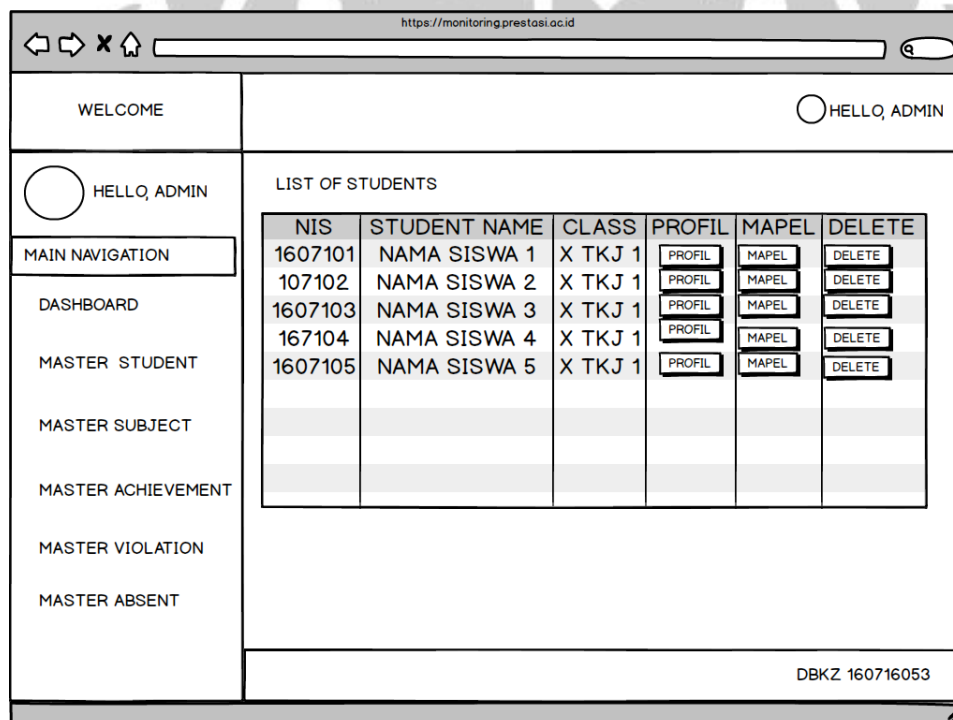 https://monitoring.prestasi.ac.id
WELCOME
HELLO, ADMIN
HELLO, ADMIN
MAIN NAVIGATION
DASHBOARD
MASTER STUDENT
MASTER SUBJECT
MASTER ACHIEVEMENT
MASTER VIOLATION
MASTER ABSENT
LIST OF STUDENTS
NIS STUDENT NAME CLASS PROFIL MAPEL DELETE
1607101 NAMA SISWA 1 X TKJ 1 PROFIL MAPEL DELETE
107102 NAMA SISWA 2 X TKJ 1 PROFIL MAPEL DELETE
1607103 NAMA SISWA 3 X TKJ 1 PROFIL MAPEL DELETE
167104 NAMA SISWA 4 X TKJ 1 PROFIL MAPEL DELETE
1607105 NAMA SISWA 5 X TKJ 1 PROFIL MAPEL DELETE
DBKZ 160716053